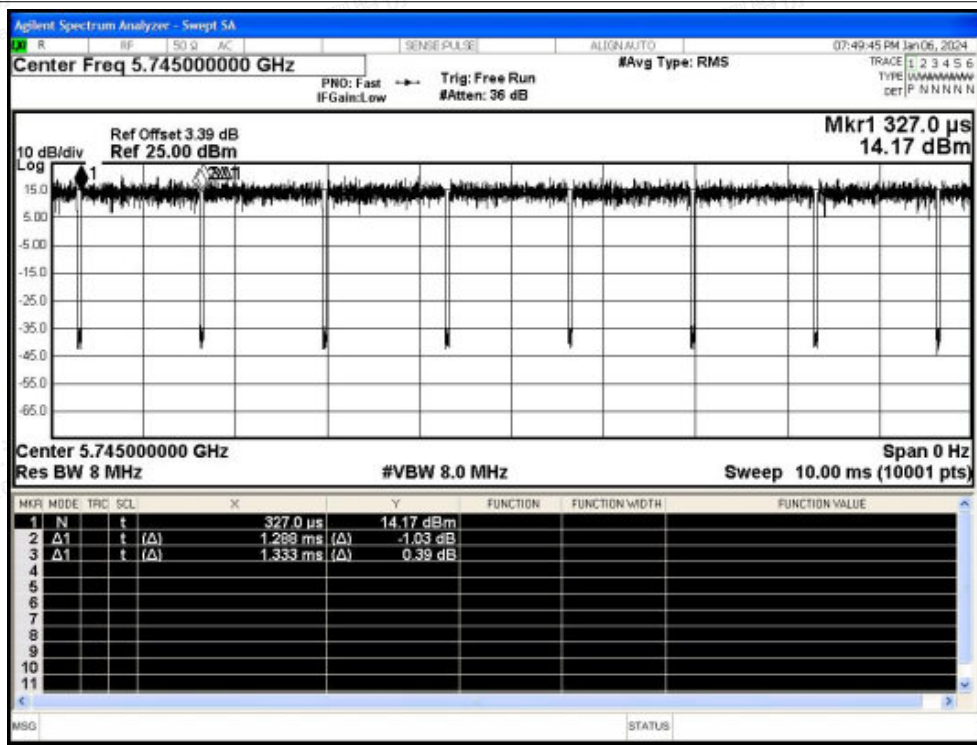 Agilent Spectrum Analyzer - Swept SA
R RF 50 Ω AC SENSE:PULSE ALIGN AUTO 07:49:45 PM Jan 06, 2024
Center Freq 5.745000000 GHz #Avg Type: RMS TRACE 1 2 3 4 5 6
PNO: Fast Trig: Free Run TYPE
IFGain:Low #Atten: 36 dB DET P N N N N N
Mkr1 327.0 µs
Ref Offset 3.39 dB
10 dB/div Ref 25.00 dBm 14.17 dBm
Log
1
15.0
5.00
-5.00
-15.0
-25.0
-35.0
-45.0
-55.0
-65.0
Center 5.745000000 GHz Span 0 Hz
Res BW 8 MHz #VBW 8.0 MHz Sweep 10.00 ms (10001 pts)
MKR MODE TRC SCL X Y FUNCTION FUNCTION WIDTH FUNCTION VALUE
1 N t 327.0 µs 14.17 dBm
2 Δ1 t (Δ) 1.288 ms (Δ) -1.03 dB
3 Δ1 t (Δ) 1.333 ms (Δ) 0.39 dB
4
5
6
7
8
9
10
11
MSG STATUS